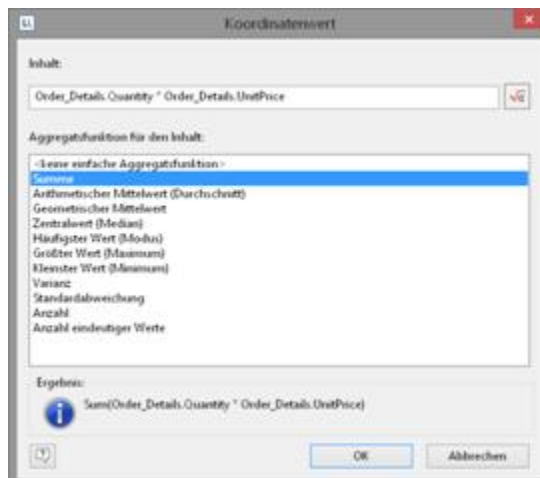 LL
Koordinatenwert
Inhalt:
Order_Details.Quantity * Order_Details.UnitPrice
Aggregatsfunktion für den Inhalt:
<keine einfache Aggregatsfunktion>
Summe
Arithmetischer Mittelwert (Durchschnitt)
Geometrischer Mittelwert
Zentralwert (Median)
Häufigster Wert (Modus)
Größter Wert (Maximum)
Kleinster Wert (Minimum)
Varianz
Standardabweichung
Anzahl
Anzahl eindeutiger Werte
Ergebnis:
Sum(Order_Details.Quantity * Order_Details.UnitPrice)
OK Abbrechen